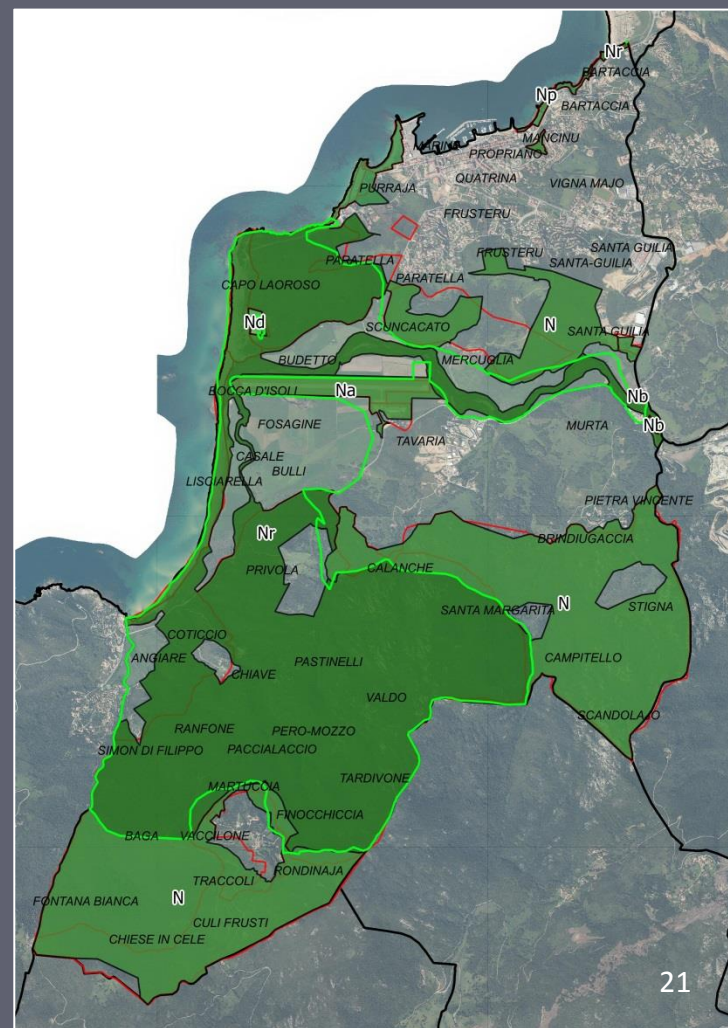 Nr
BARTACCIA
Np
BARTACCIA
MANCINU
MARINA
PROPRIANO
PURRAJA
QUATRINA
VIGNA MAJO
FRUSTERU
SANTA GUILIA
FRUSTERU
SANTA-GUILIA
PARATELLA
PARATELLA
CAPO LAOROSO
Nd
SCUNCACATO
N
SANTA GUILIA
BUDETTO
MERCUGLIA
BOCCA D'ISOLI
Na
Nb
FOSAGINE
Nb
MURTA
TAVARIA
CASALE
BULLI
LISCIARELLA
PIETRA VINCENTE
Nr
BRINDIUGACCIA
PRIVOLA
CALANCHE
SANTA MARGARITA
N
STIGNA
COTICCIO
ANGIARE
CHIAVE
PASTINELLI
CAMPITELLO
VALDO
SCANDOLAJO
RANFONE
PERO-MOZZO
SIMON DI FILIPPO
PACCIALACCIO
TARDIVONE
MARTUCCIA
FINOCCHICCIA
BAGA
VACCILONE
RONDINAJA
TRACCOLI
FONTANA BIANCA
N
CULI FRUSTI
CHIESE IN CELE
21